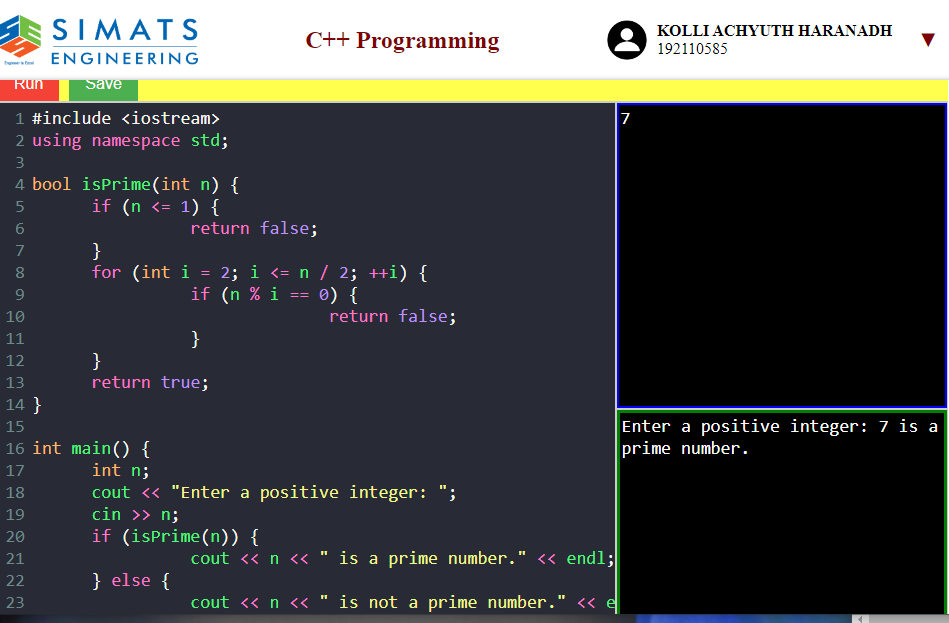 SIMATS
ENGINEERING
Engineer to Excel
C++ Programming
KOLLI ACHYUTH HARANADH
192110585
Run
Save
1 #include <iostream>
2 using namespace std;
3
4 bool isPrime(int n) {
5 if (n <= 1) {
6 return false;
7 }
8 for (int i = 2; i <= n / 2; ++i) {
9 if (n % i == 0) {
10 return false;
11 }
12 }
13 return true;
14 }
15
16 int main() {
17 int n;
18 cout << "Enter a positive integer: ";
19 cin >> n;
20 if (isPrime(n)) {
21 cout << n << " is a prime number." << endl;
22 } else {
23 cout << n << " is not a prime number." << e
7
Enter a positive integer: 7 is a
prime number.